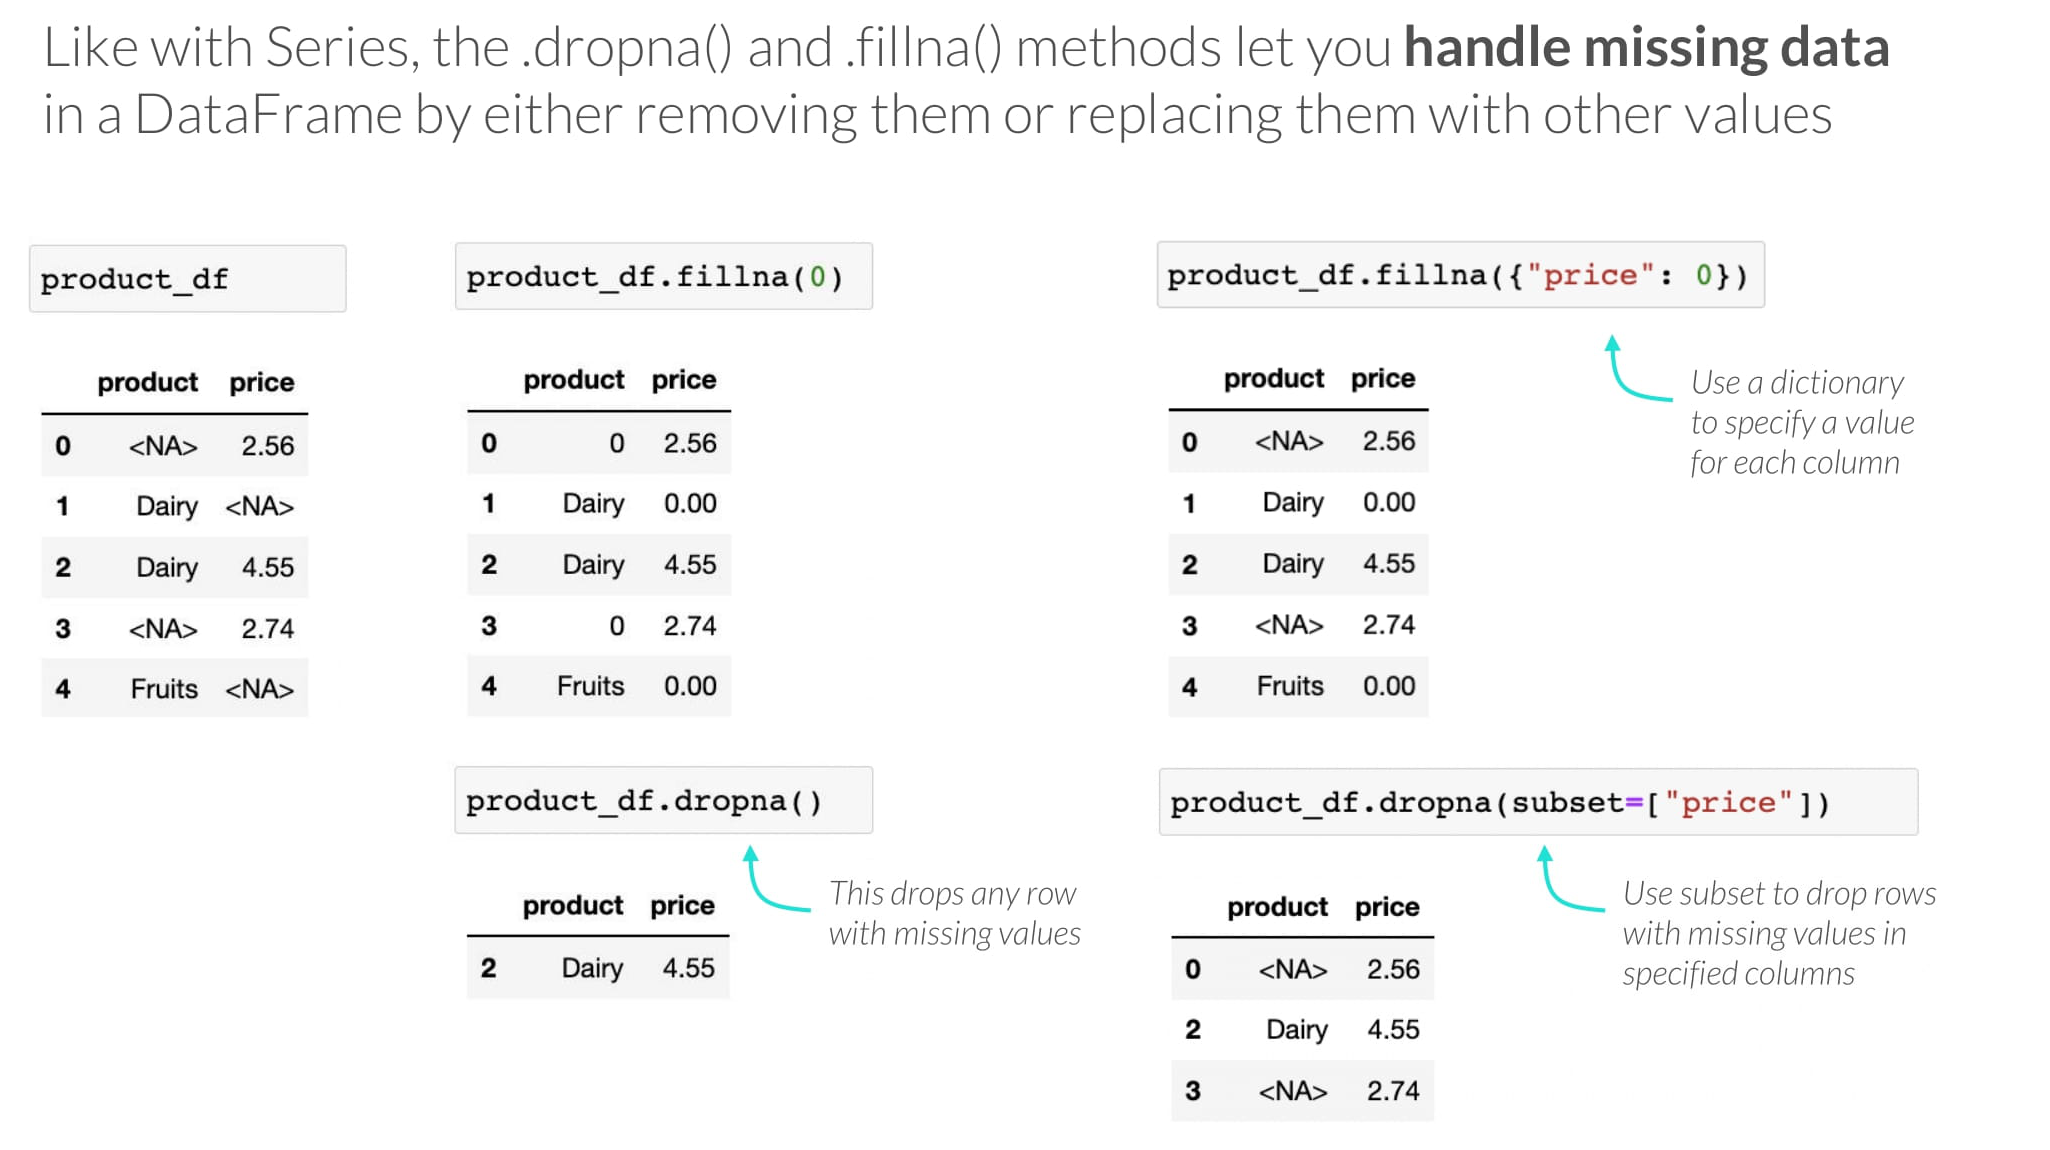 Like with Series, the .dropna() and .fillna() methods let you handle missing data
in a DataFrame by either removing them or replacing them with other values
product_df
product price
0 <NA> 2.56
1 Dairy <NA>
2 Dairy 4.55
3 <NA> 2.74
4 Fruits <NA>
product_df.fillna(0)
product price
0 0 2.56
1 Dairy 0.00
2 Dairy 4.55
3 0 2.74
4 Fruits 0.00
product_df.fillna({"price": 0})
product price
0 <NA> 2.56
1 Dairy 0.00
2 Dairy 4.55
3 <NA> 2.74
4 Fruits 0.00
Use a dictionary
to specify a value
for each column
product_df.dropna()
product price
2 Dairy 4.55
This drops any row
with missing values
product_df.dropna(subset=["price"])
product price
0 <NA> 2.56
2 Dairy 4.55
3 <NA> 2.74
Use subset to drop rows
with missing values in
specified columns